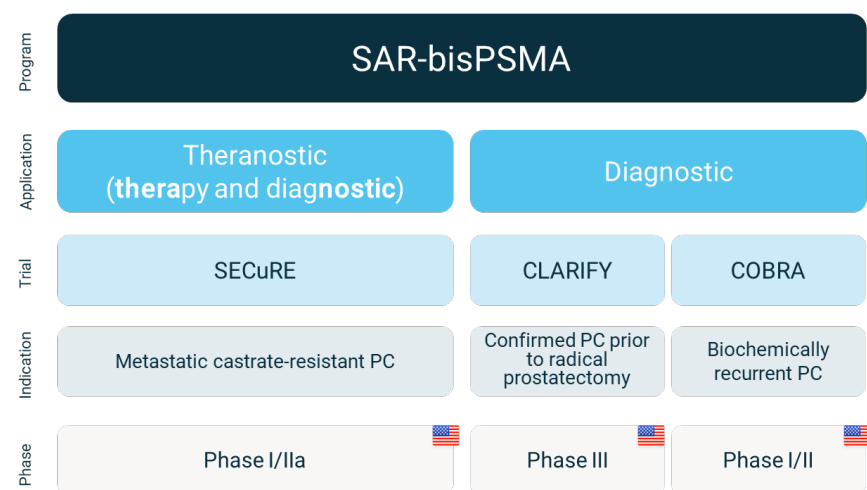 Program
SAR-bisPSMA
Application
Theranostic
(therapy and diagnostic)
Diagnostic
Trial
SECuRE
CLARIFY
COBRA
Indication
Metastatic castrate-resistant PC
Confirmed PC prior
to radical
prostatectomy
Biochemically
recurrent PC
Phase
Phase I/IIa
Phase III
Phase I/II